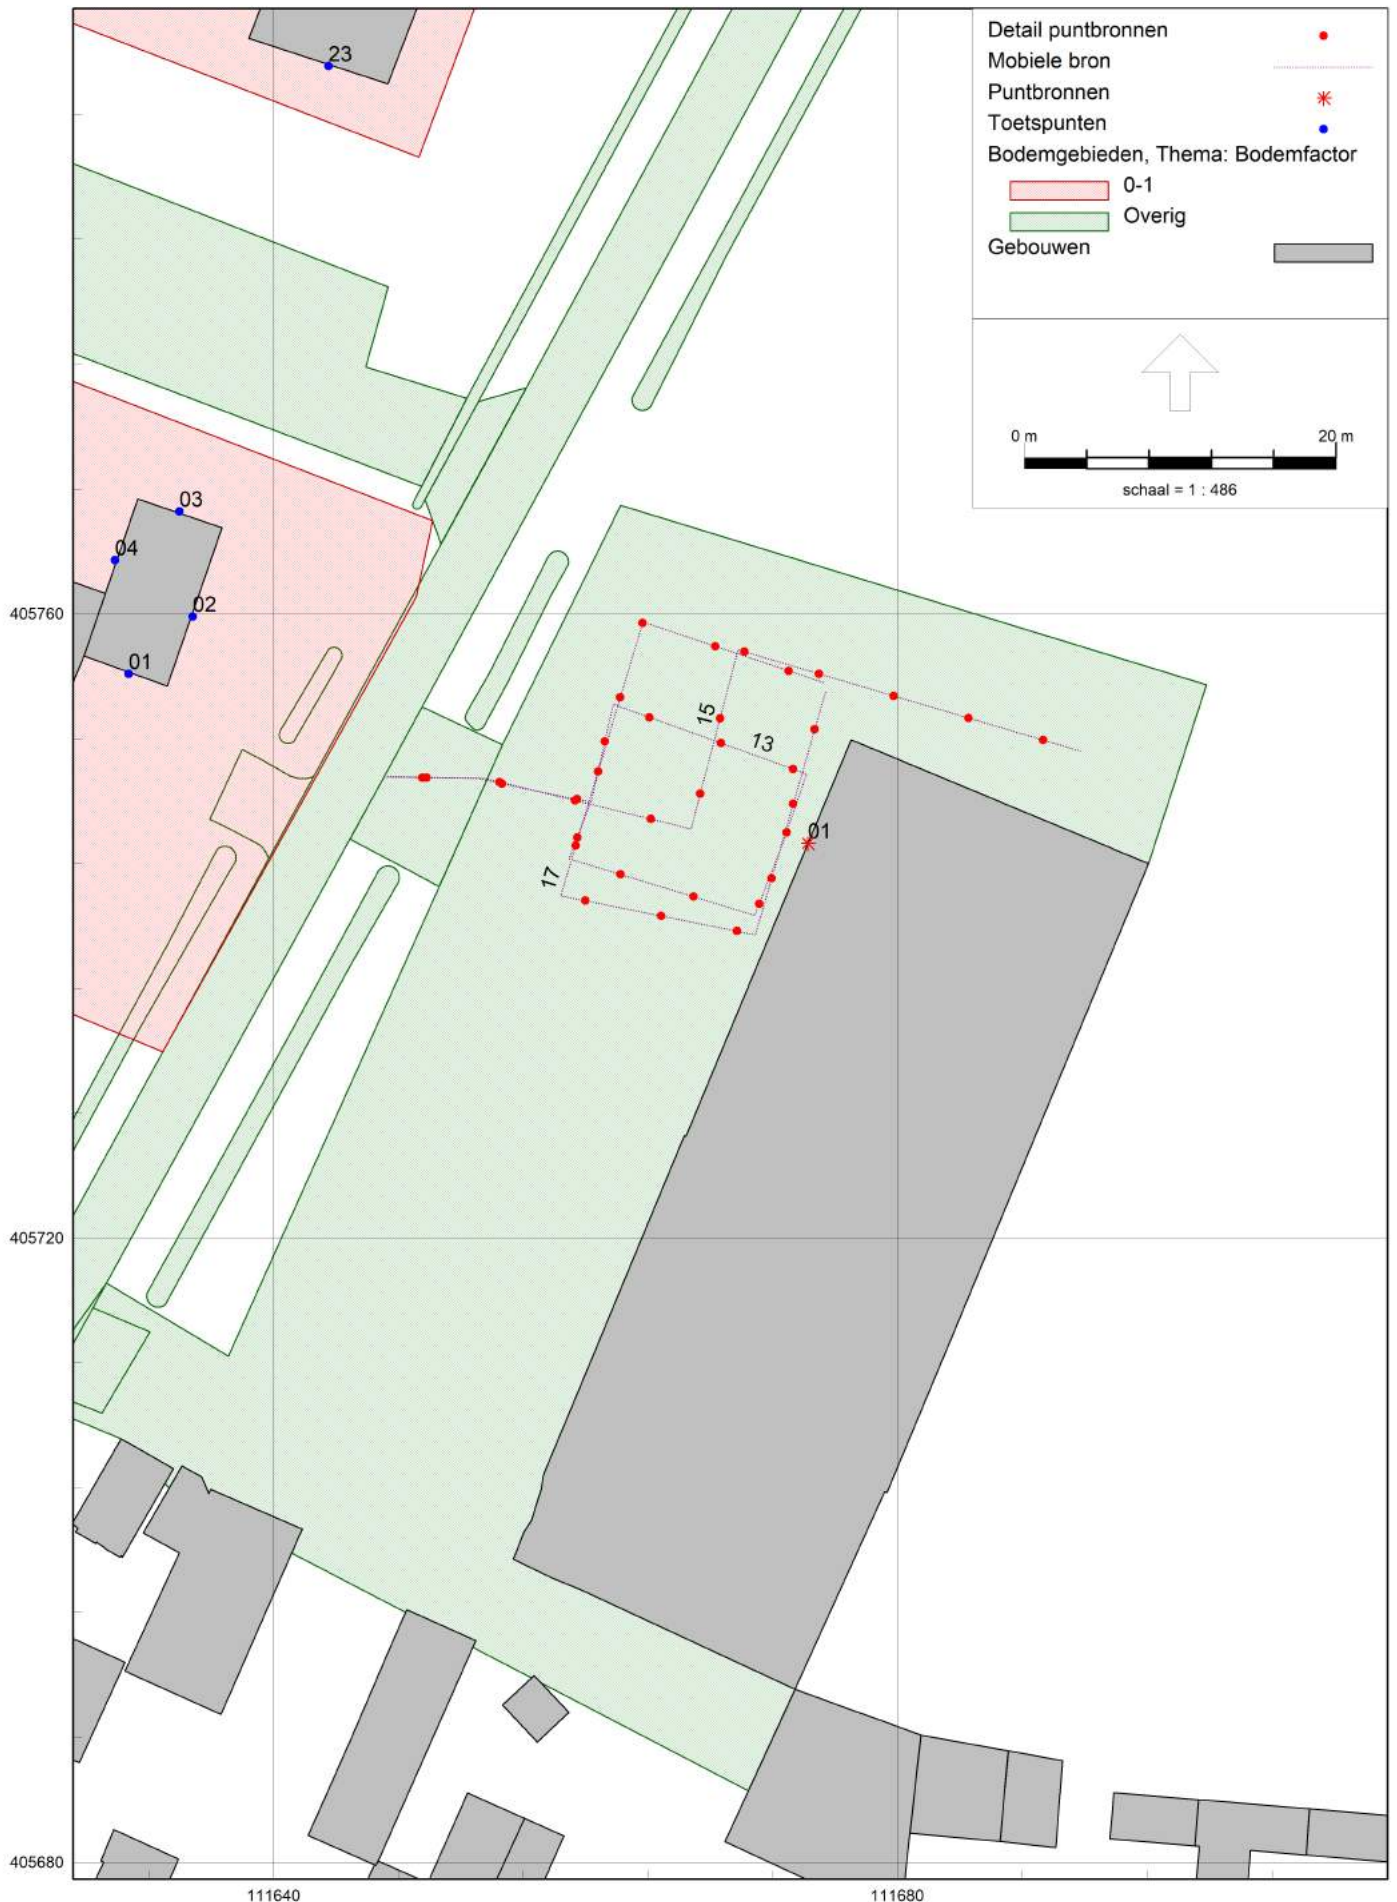 Detail puntbronnen
Mobiele bron
Puntbronnen
Toetspunten
Bodemgebieden, Thema: Bodemfactor
0-1
Overig
Gebouwen
0 m 20 m
schaal = 1 : 486
23
03
04
02
01
405760
15
13
01
17
405720
405680
111640 111680